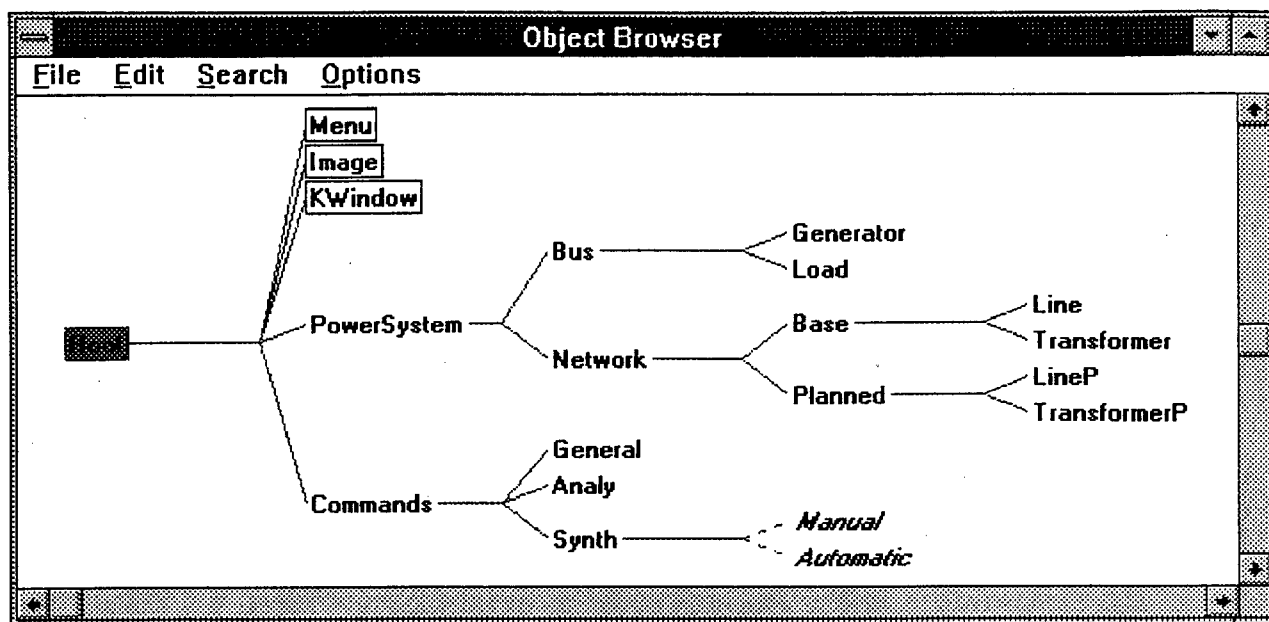 Object Browser
File Edit Search Options
Menu
Image
KWindow
PowerSystem
Bus
Generator
Load
Network
Base
Line
Transformer
Planned
LineP
TransformerP
Commands
General
Analy
Synth
Manual
Automatic